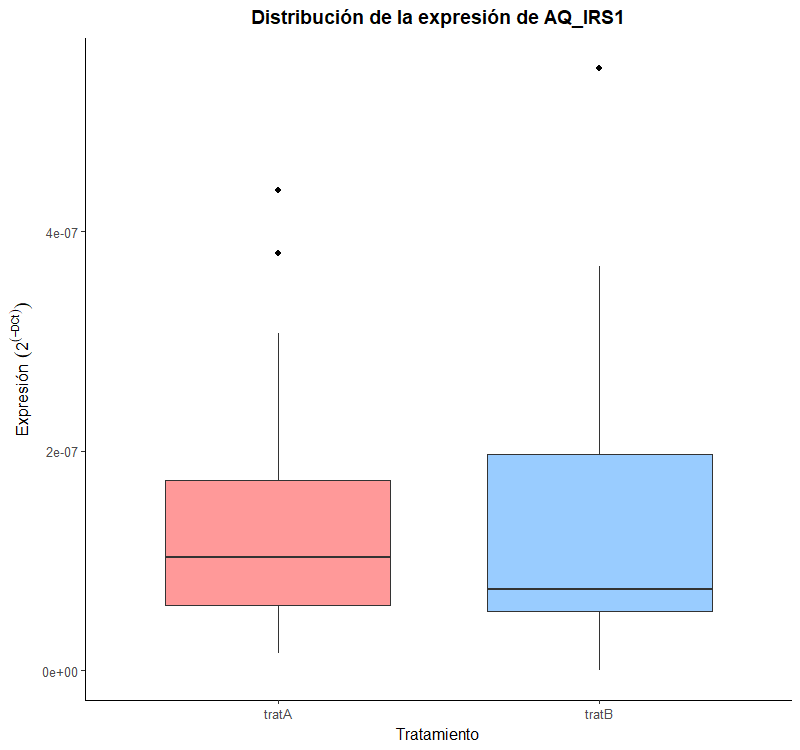 Distribución de la expresión de AQ_IRS1
Expresión (2^(−DCt))
4e-07
2e-07
0e+00
tratA
tratB
Tratamiento